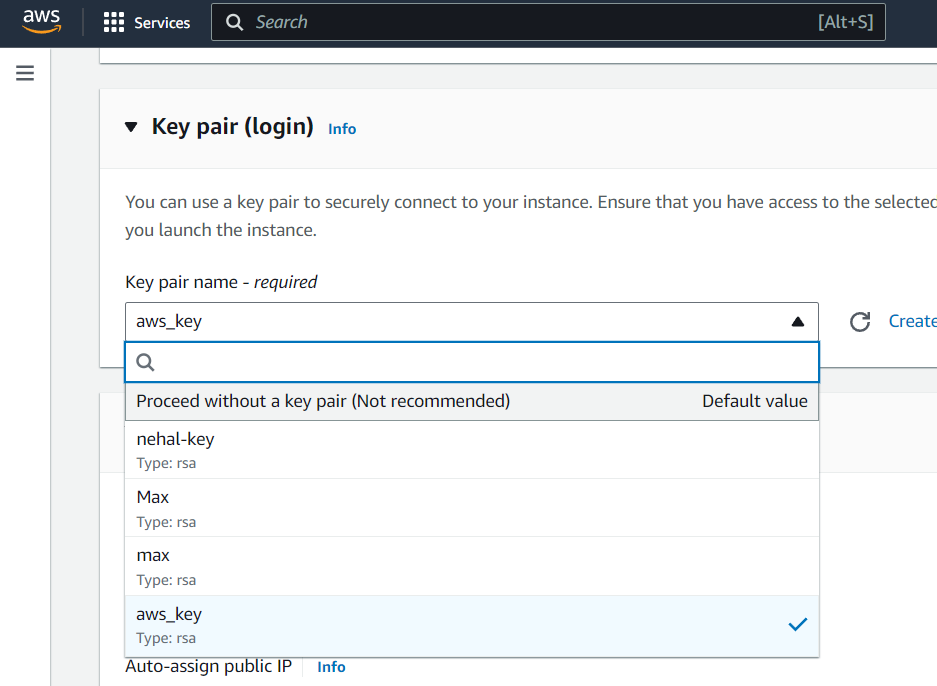 aws
Services
Search
[Alt+S]
Key pair (login) Info
You can use a key pair to securely connect to your instance. Ensure that you have access to the selected
you launch the instance.
Key pair name - required
aws_key
Create
Proceed without a key pair (Not recommended)
Default value
nehal-key
Type: rsa
Max
Type: rsa
max
Type: rsa
aws_key
Type: rsa
Auto-assign public IP
Info